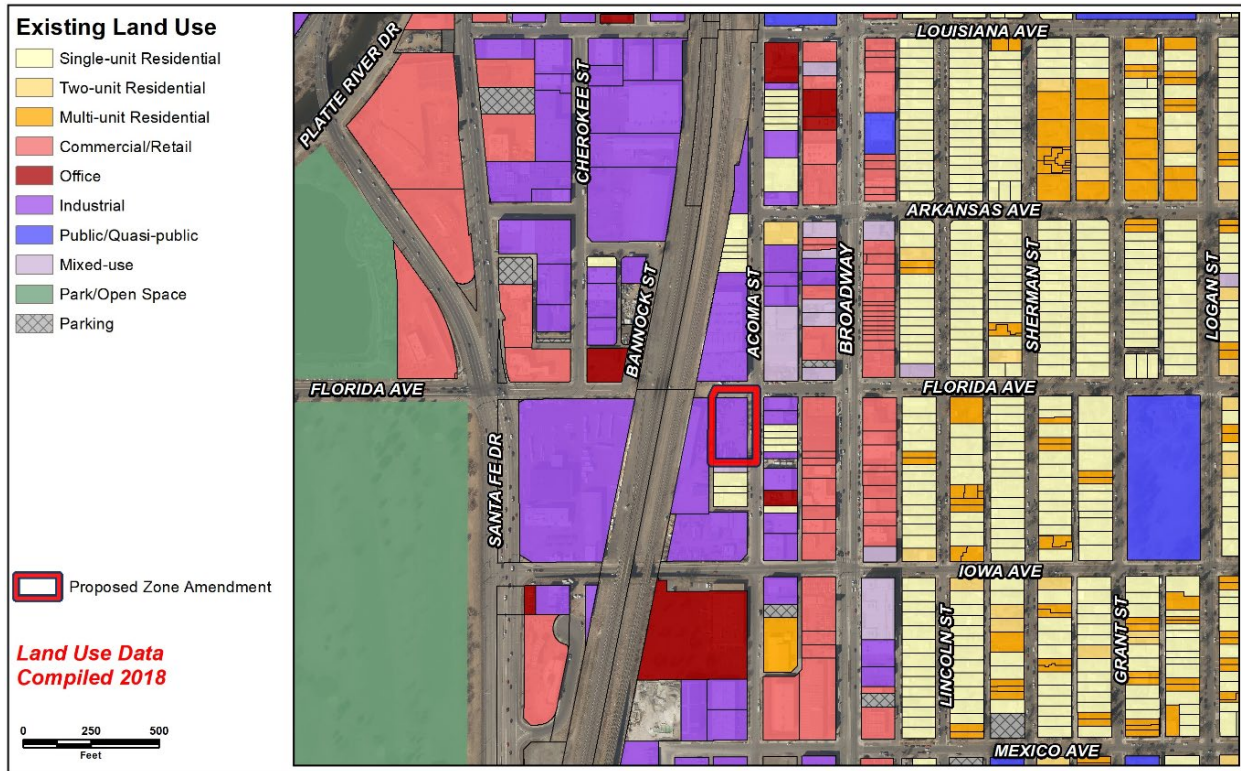 Existing Land Use
Single-unit Residential
Two-unit Residential
Multi-unit Residential
Commercial/Retail
Office
Industrial
Public/Quasi-public
Mixed-use
Park/Open Space
Parking
Proposed Zone Amendment
Land Use Data
Compiled 2018
0 250 500
Feet
LOUISIANA AVE
PLATTE RIVER DR
CHEROKEE ST
ARKANSAS AVE
BANNOCK ST
ACOMA ST
BROADWAY
SHERMAN ST
LOGAN ST
FLORIDA AVE
FLORIDA AVE
SANTA FE DR
IOWA AVE
LINCOLN ST
GRANT ST
MEXICO AVE